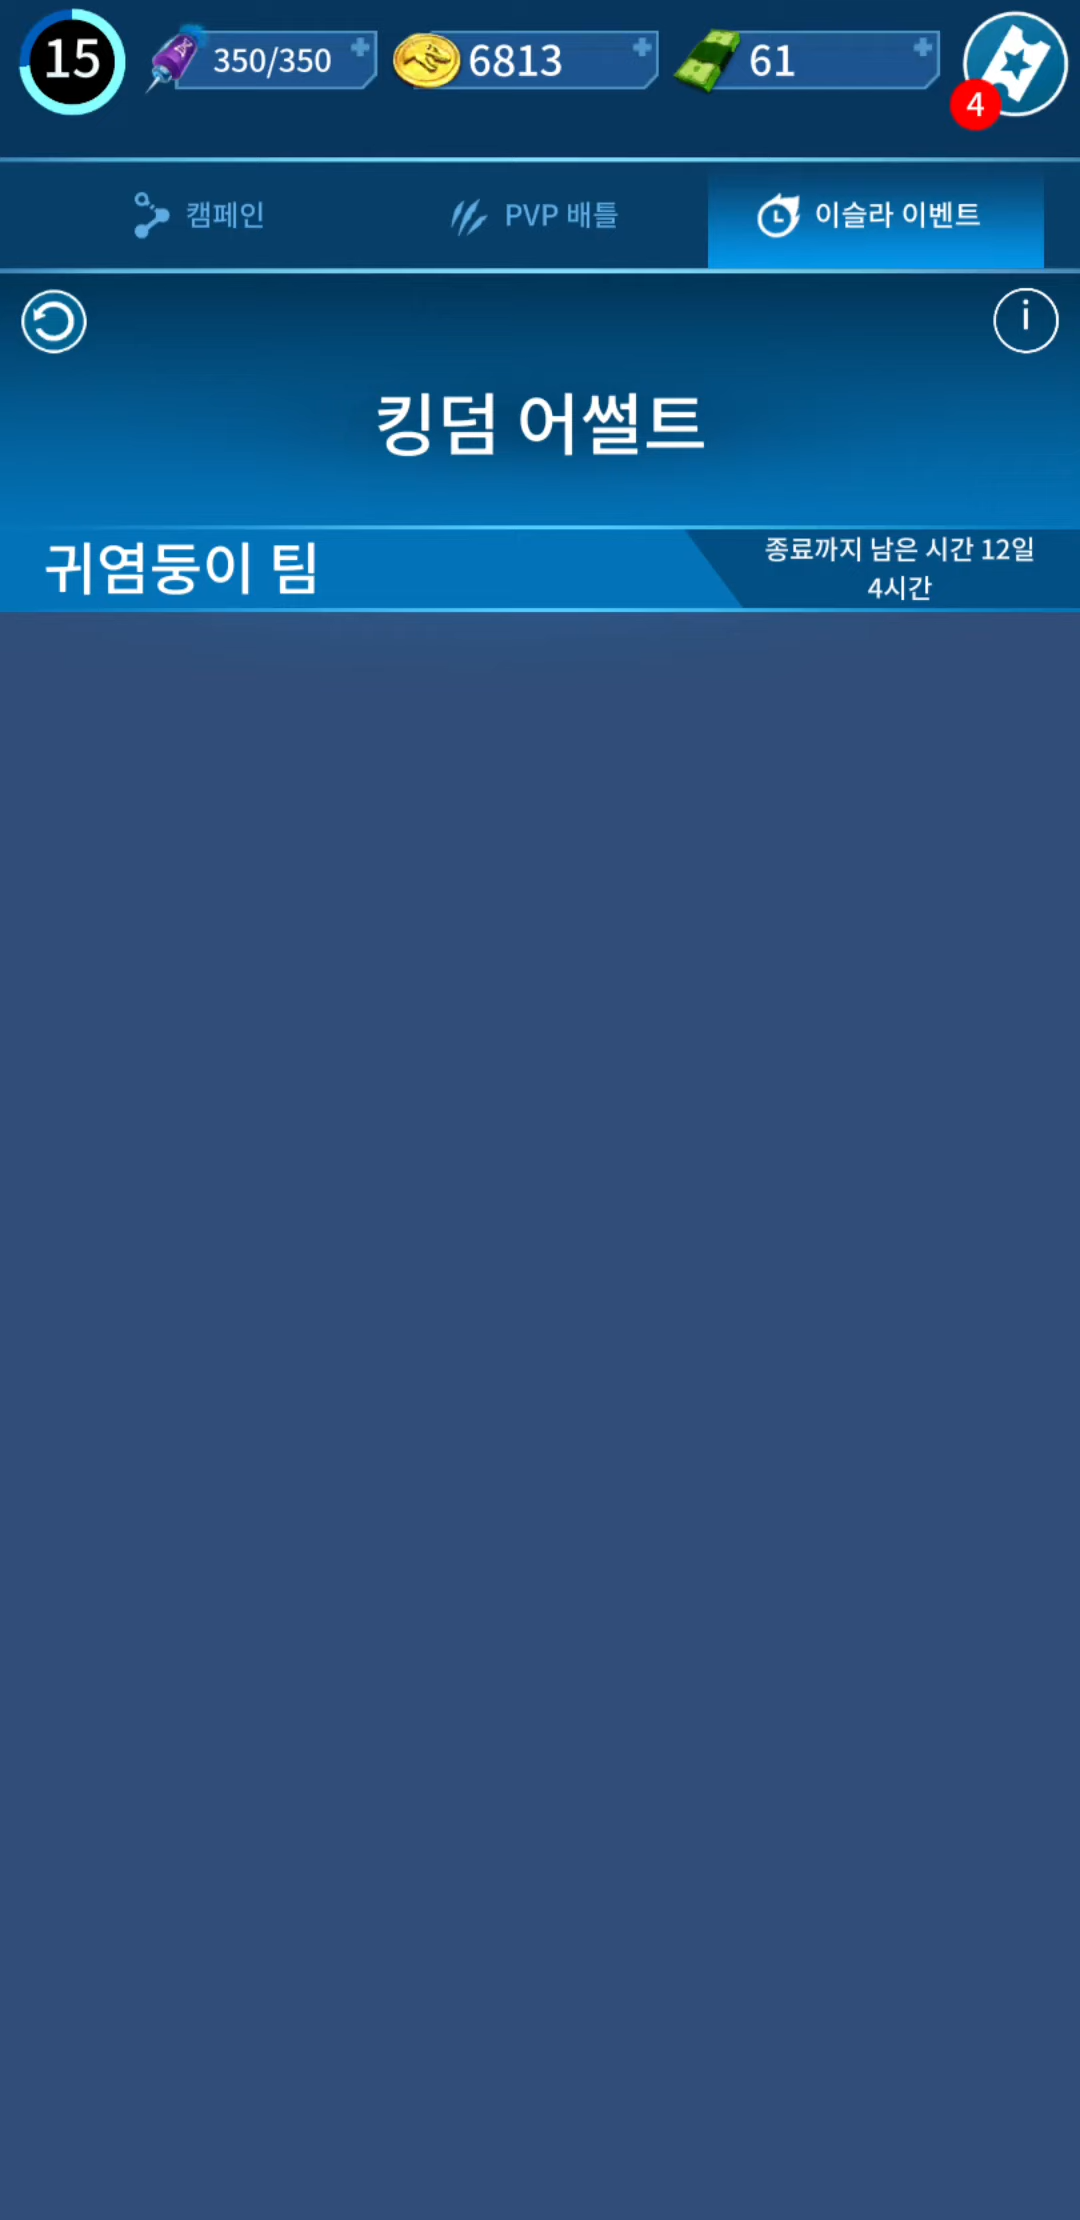 15
350/350
6813
61
4
캠페인
PVP 배틀
이슬라 이벤트
i
킹덤 어썰트
귀염둥이 팀
종료까지 남은 시간 12일
4시간